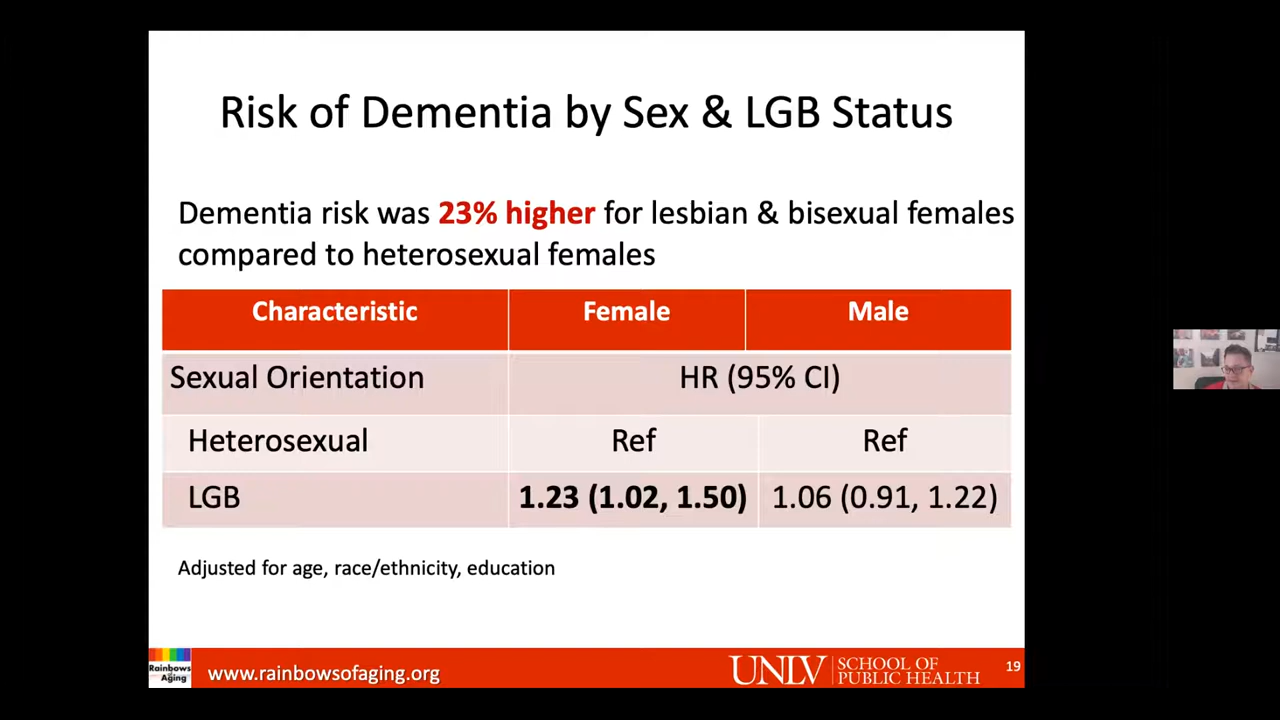 Risk of Dementia by Sex & LGB Status
Dementia risk was 23% higher for lesbian & bisexual females
compared to heterosexual females
Characteristic Female Male
Sexual Orientation HR (95% CI)
Heterosexual Ref Ref
LGB 1.23 (1.02, 1.50) 1.06 (0.91, 1.22)
Adjusted for age, race/ethnicity, education
Rainbows
Aging
www.rainbowsofaging.org
UNLV SCHOOL OF
PUBLIC HEALTH
19